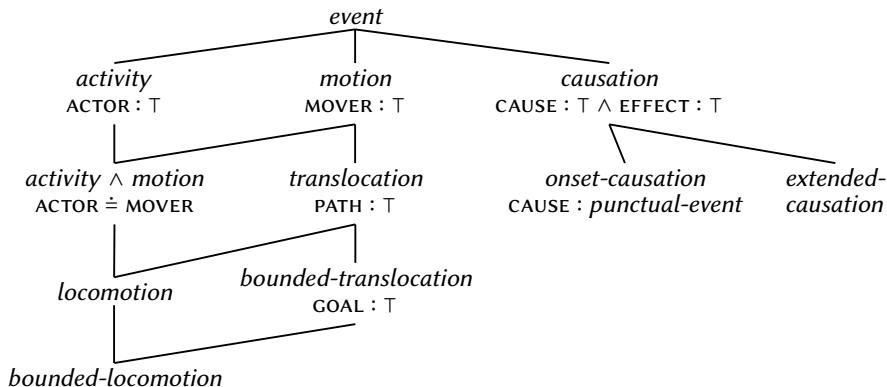 event
activity motion causation
ACTOR : ⊤ MOVER : ⊤ CAUSE : ⊤ ∧ EFFECT : ⊤
activity ∧ motion translocation onset-causation extended-
ACTOR ≐ MOVER PATH : ⊤ CAUSE : punctual-event causation
locomotion bounded-translocation
GOAL : ⊤
bounded-locomotion